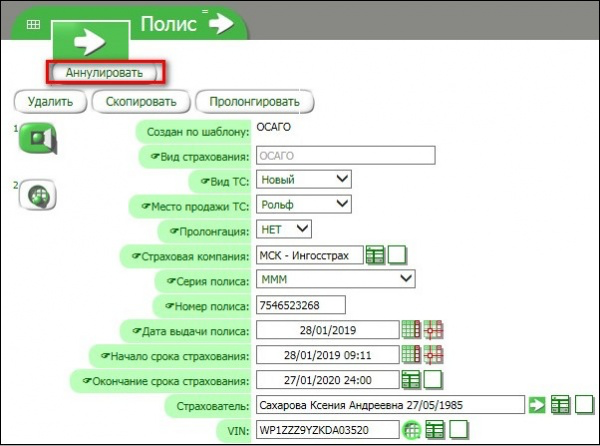 Полис
Аннулировать
Удалить Скопировать Пролонгировать
1
Создан по шаблону: ОСАГО
Вид страхования: ОСАГО
2
Вид ТС: Новый
Место продажи ТС: Рольф
Пролонгация: НЕТ
Страховая компания: МСК - Ингосстрах
Серия полиса: МММ
Номер полиса: 7546523268
Дата выдачи полиса: 28/01/2019
Начало срока страхования: 28/01/2019 09:11
Окончание срока страхования: 27/01/2020 24:00
Страхователь: Сахарова Ксения Андреевна 27/05/1985
VIN: WP1ZZZ9YZKDA03520